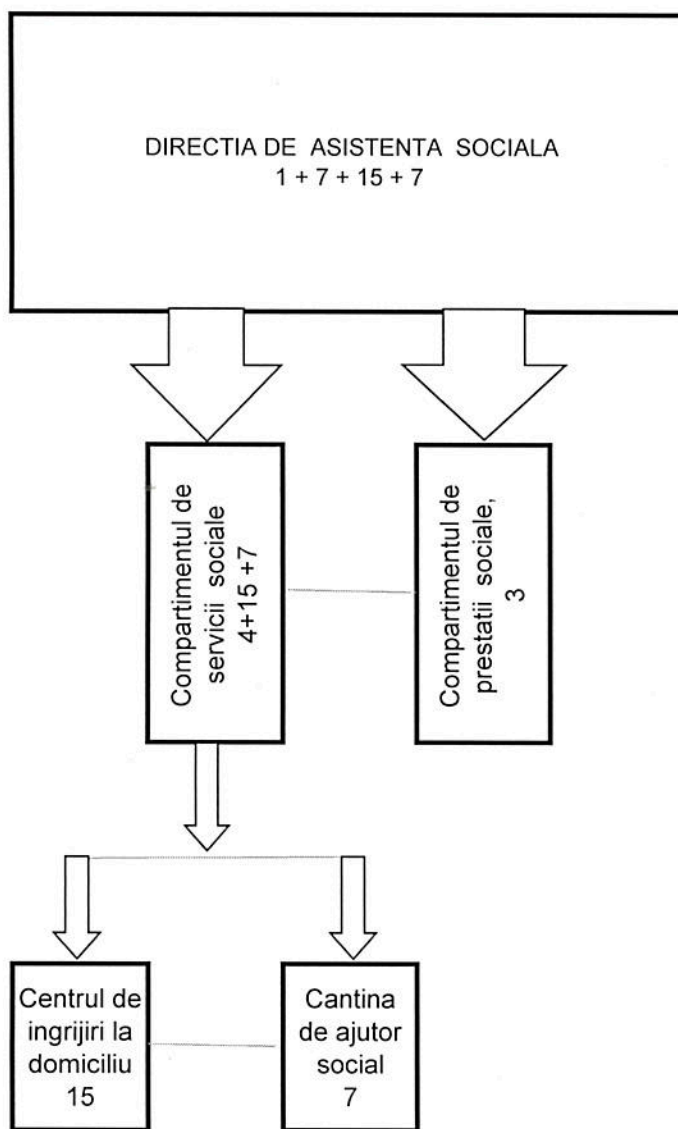 DIRECTIA DE ASISTENTA SOCIALA
1 + 7 + 15 + 7
Compartimentul de
servicii sociale
4+15 +7
Compartimentul de
prestatii sociale,
3
Centrul de
ingrijiri la
domiciliu
15
Cantina
de ajutor
social
7